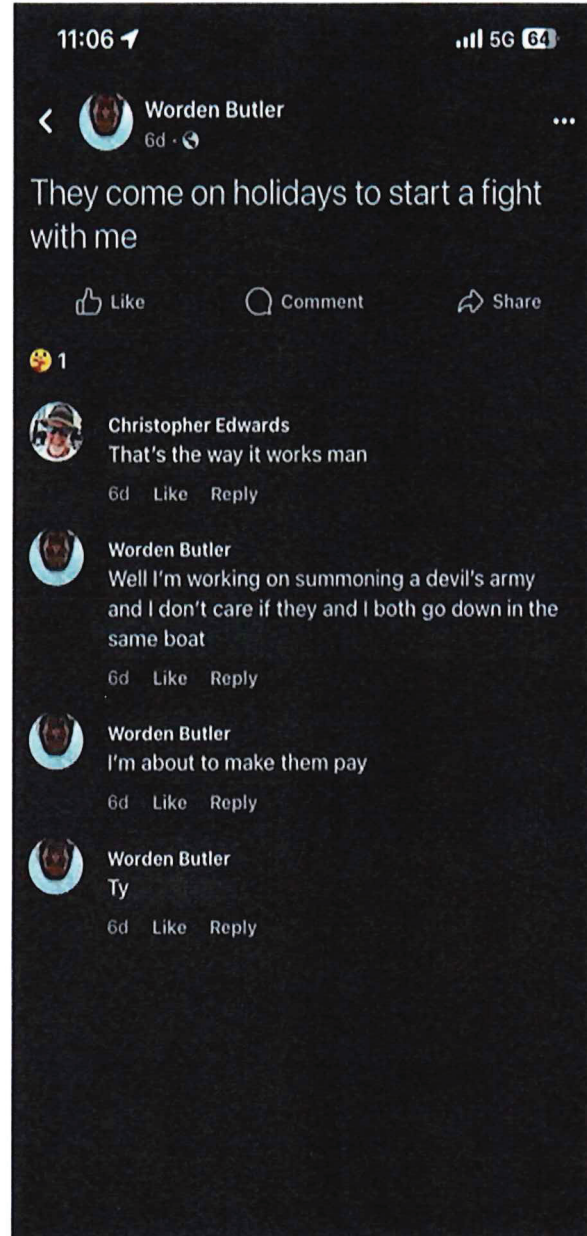 11:06 5G 64
Worden Butler
6d ·
They come on holidays to start a fight
with me
Like Comment Share
1
Christopher Edwards
That's the way it works man
6d Like Reply
Worden Butler
Well I'm working on summoning a devil's army
and I don't care if they and I both go down in the
same boat
6d Like Reply
Worden Butler
I'm about to make them pay
6d Like Reply
Worden Butler
Ty
6d Like Reply